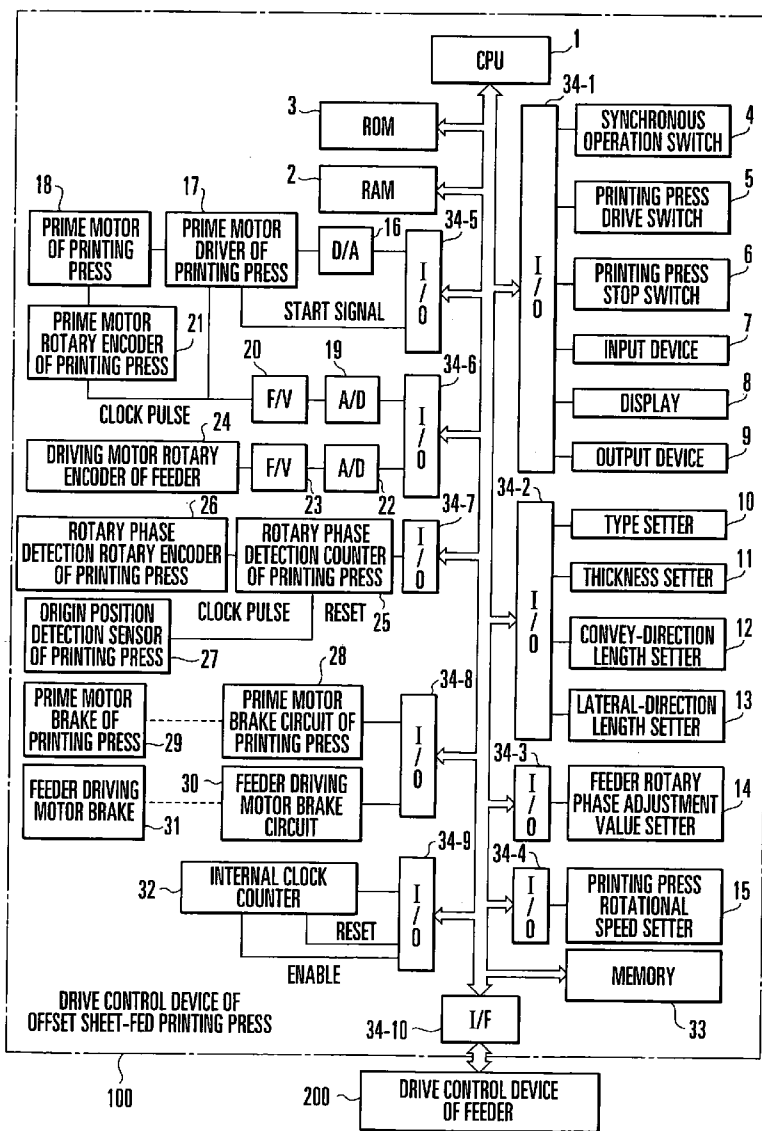 1
CPU
34-1
3
ROM
SYNCHRONOUS
OPERATION SWITCH
4
2
RAM
18
17
16
34-5
PRINTING PRESS
DRIVE SWITCH
5
PRIME MOTOR
OF PRINTING
PRESS
PRIME MOTOR
DRIVER OF
PRINTING PRESS
D/A
I/O
I/O
PRINTING PRESS
STOP SWITCH
6
START SIGNAL
PRIME MOTOR
ROTARY ENCODER
OF PRINTING PRESS
21
20
19
34-6
INPUT DEVICE
7
F/V
A/D
I/O
CLOCK PULSE
DISPLAY
8
24
DRIVING MOTOR ROTARY
ENCODER OF FEEDER
F/V
A/D
23
22
OUTPUT DEVICE
9
34-2
26
34-7
ROTARY PHASE
DETECTION ROTARY ENCODER
OF PRINTING PRESS
ROTARY PHASE
DETECTION COUNTER
OF PRINTING PRESS
I/O
I/O
TYPE SETTER
10
THICKNESS SETTER
11
CLOCK PULSE
RESET
25
ORIGIN POSITION
DETECTION SENSOR
OF PRINTING PRESS
27
CONVEY-DIRECTION
LENGTH SETTER
12
28
34-8
PRIME MOTOR
BRAKE OF
PRINTING PRESS
29
PRIME MOTOR
BRAKE CIRCUIT OF
PRINTING PRESS
I/O
LATERAL-DIRECTION
LENGTH SETTER
13
34-3
30
FEEDER DRIVING
MOTOR BRAKE
31
FEEDER DRIVING
MOTOR BRAKE
CIRCUIT
I/O
FEEDER ROTARY
PHASE ADJUSTMENT
VALUE SETTER
14
34-9
34-4
32
INTERNAL CLOCK
COUNTER
I/O
I/O
PRINTING PRESS
ROTATIONAL
SPEED SETTER
15
RESET
ENABLE
MEMORY
33
DRIVE CONTROL DEVICE OF
OFFSET SHEET-FED PRINTING PRESS
34-10
I/F
100
200
DRIVE CONTROL DEVICE
OF FEEDER